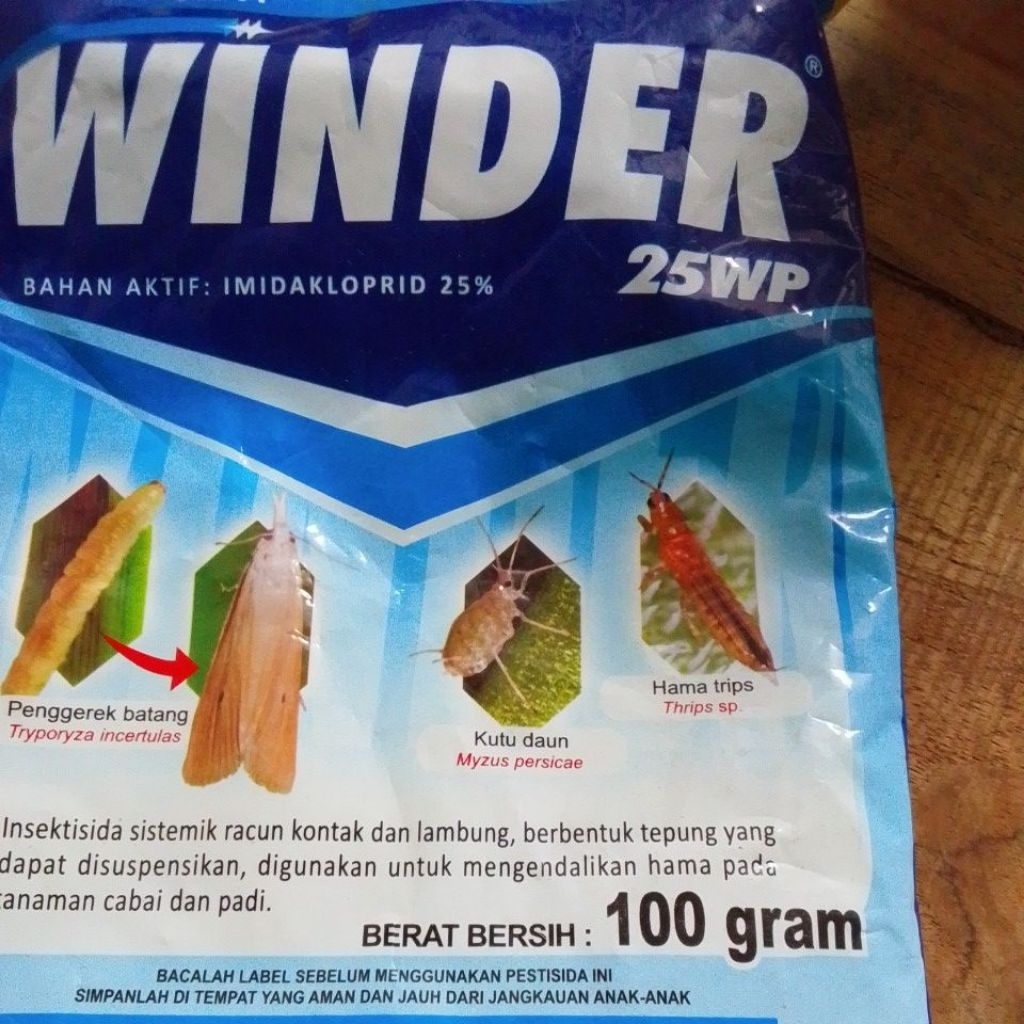 WINDER®
25WP
BAHAN AKTIF: IMIDAKLOPRID 25%
Penggerek batang
Tryporyza incertulas
Kutu daun
Myzus persicae
Hama trips
Thrips sp.
Insektisida sistemik racun kontak dan lambung, berbentuk tepung yang
dapat disuspensikan, digunakan untuk mengendalikan hama pada
tanaman cabai dan padi.
BERAT BERSIH : 100 gram
BACALAH LABEL SEBELUM MENGGUNAKAN PESTISIDA INI
SIMPANLAH DI TEMPAT YANG AMAN DAN JAUH DARI JANGKAUAN ANAK-ANAK